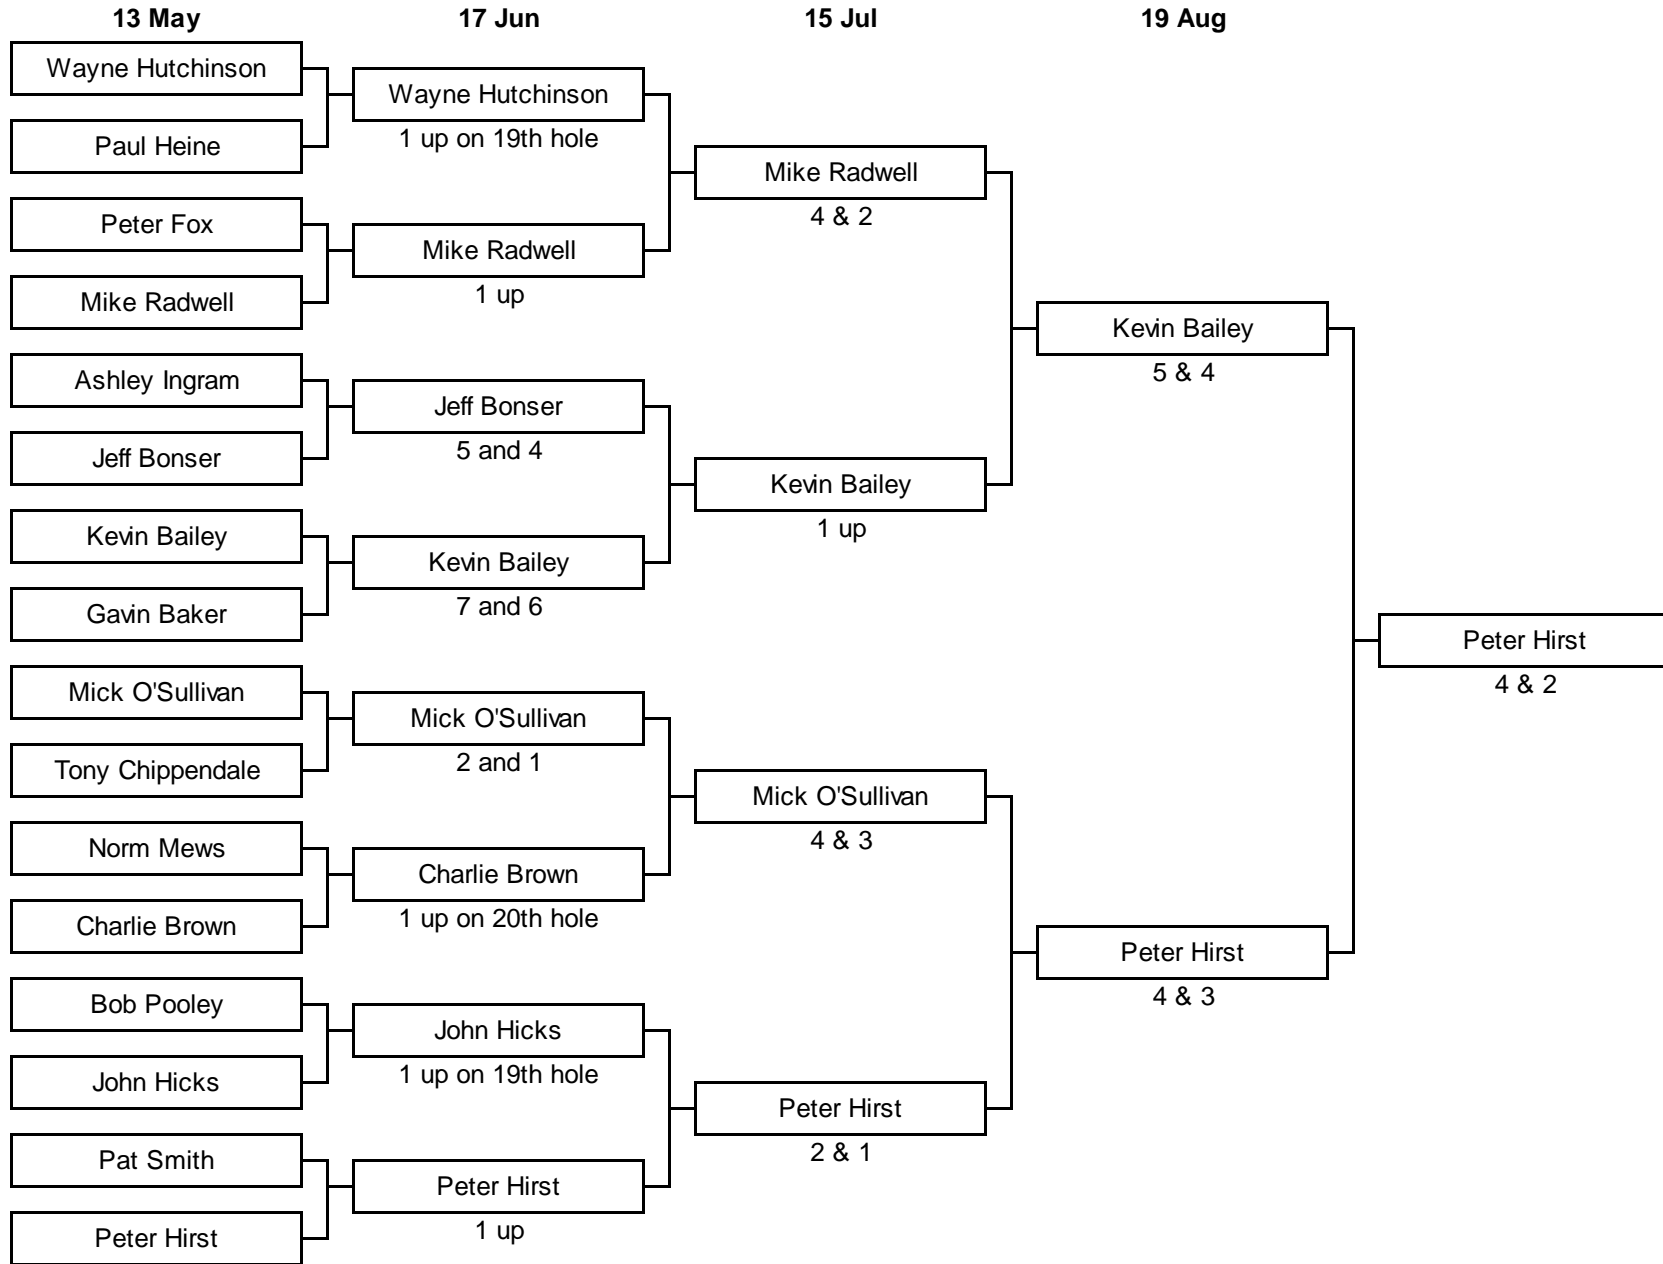 13 May
17 Jun
15 Jul
19 Aug
Wayne Hutchinson
Paul Heine
Peter Fox
Mike Radwell
Ashley Ingram
Jeff Bonser
Kevin Bailey
Gavin Baker
Mick O'Sullivan
Tony Chippendale
Norm Mews
Charlie Brown
Bob Pooley
John Hicks
Pat Smith
Peter Hirst
Wayne Hutchinson
1 up on 19th hole
Mike Radwell
1 up
Jeff Bonser
5 and 4
Kevin Bailey
7 and 6
Mick O'Sullivan
2 and 1
Charlie Brown
1 up on 20th hole
John Hicks
1 up on 19th hole
Peter Hirst
1 up
Mike Radwell
4 & 2
Kevin Bailey
1 up
Mick O'Sullivan
4 & 3
Peter Hirst
2 & 1
Kevin Bailey
5 & 4
Peter Hirst
4 & 3
Peter Hirst
4 & 2